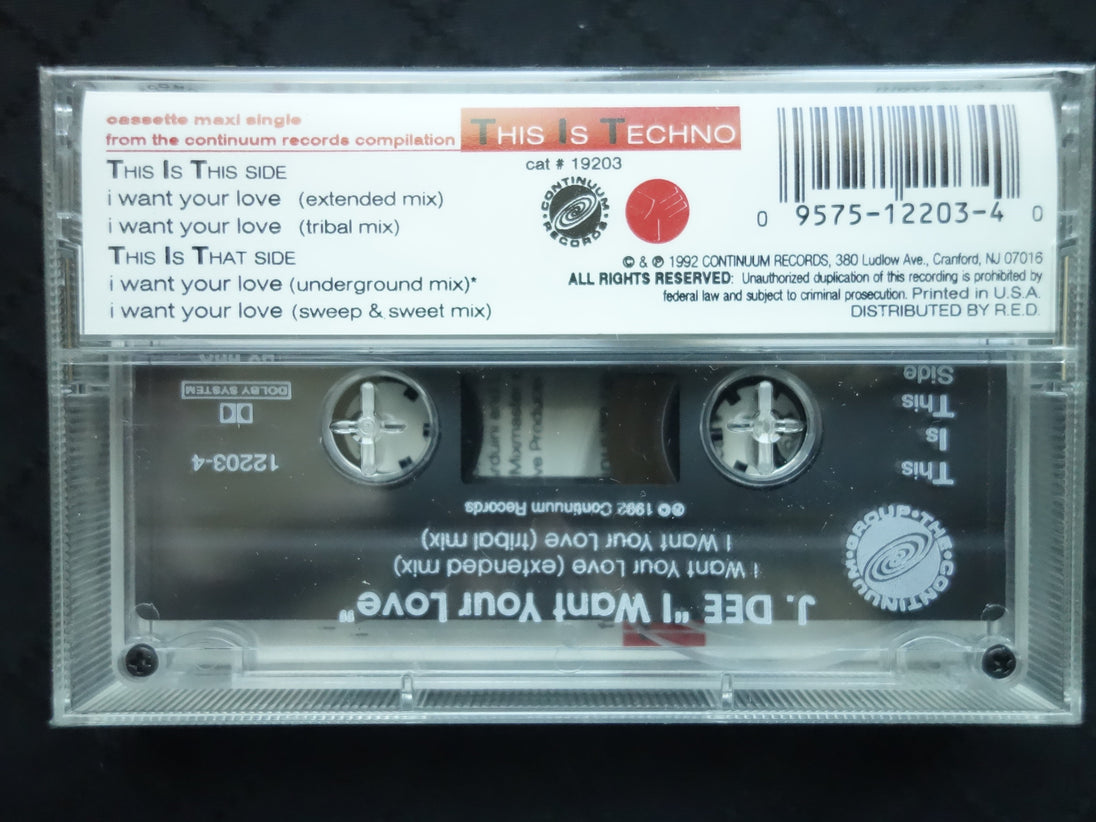 cassette maxi single
from the continuum records compilation THIS IS TECHNO
cat # 19203
THIS IS THIS SIDE
i want your love (extended mix)
i want your love (tribal mix)
THIS IS THAT SIDE
i want your love (underground mix)*
i want your love (sweep & sweet mix)
CONTINUUM
RECORDS
0 9575-12203-4 0
© & ℗ 1992 CONTINUUM RECORDS, 380 Ludlow Ave., Cranford, NJ 07016
ALL RIGHTS RESERVED: Unauthorized duplication of this recording is prohibited by
federal law and subject to criminal prosecution. Printed in U.S.A.
DISTRIBUTED BY R.E.D.
J. DEE "I Want Your Love"
I Want Your Love (extended mix)
I Want Your Love (tribal mix)
℗© 1992 Continuum Records
THE CONTINUUM GROUP
This
Is
This
Side
12203-4
DOLBY SYSTEM